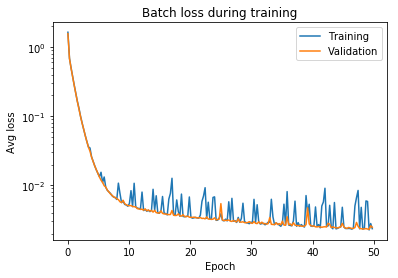 Batch loss during training
Training
Validation
Avg loss
10⁰
10⁻¹
10⁻²
0 10 20 30 40 50
Epoch